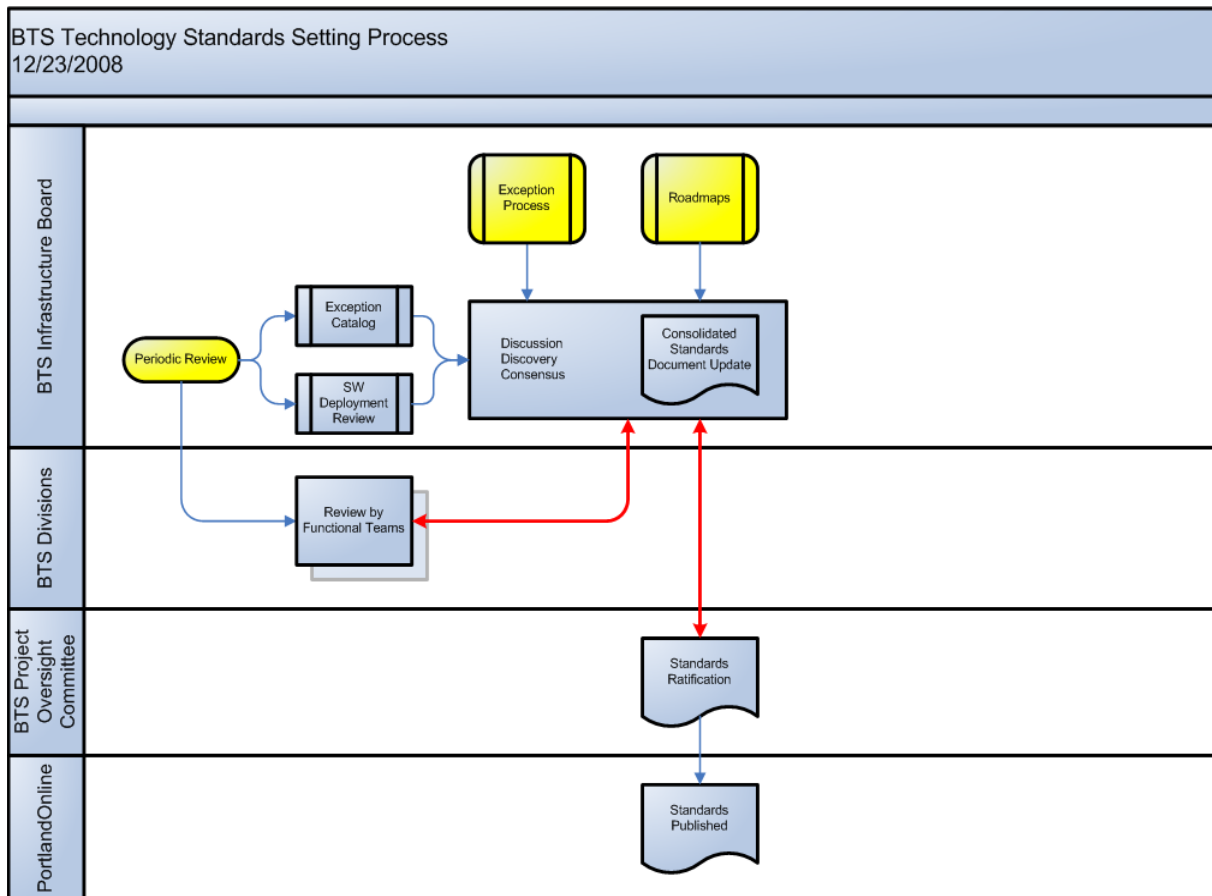 BTS Technology Standards Setting Process
12/23/2008
BTS Infrastructure Board
Exception
Process
Roadmaps
Exception
Catalog
Periodic Review
SW
Deployment
Review
Discussion
Discovery
Consensus
Consolidated
Standards
Document Update
BTS Divisions
Review by
Functional Teams
BTS Project
Oversight
Committee
Standards
Ratification
PortlandOnline
Standards
Published